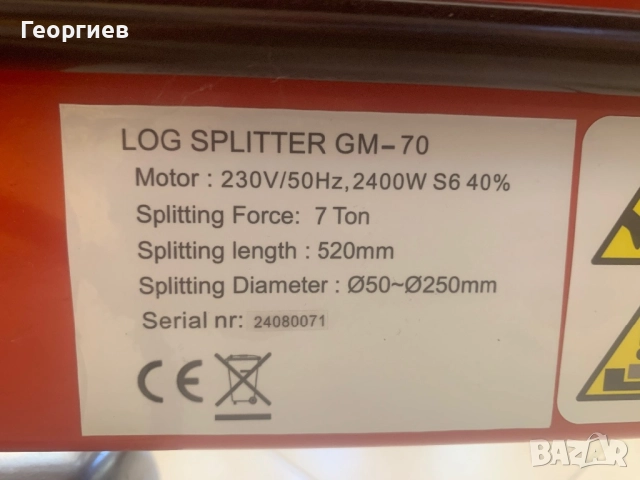 Георгиев
LOG SPLITTER GM-70
Motor : 230V/50Hz, 2400W S6 40%
Splitting Force: 7 Ton
Splitting length : 520mm
Splitting Diameter : Ø50~Ø250mm
Serial nr: 24080071
CE
BAZAR